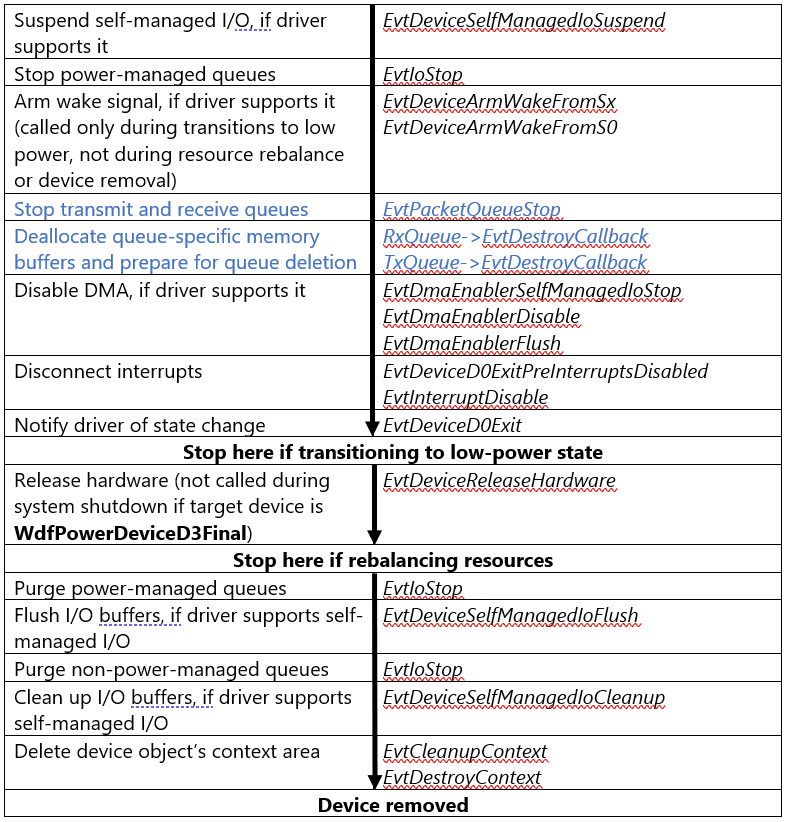 Suspend self-managed I/O, if driver
supports it
EvtDeviceSelfManagedIoSuspend
Stop power-managed queues
EvtIoStop
Arm wake signal, if driver supports it
(called only during transitions to low
power, not during resource rebalance
or device removal)
EvtDeviceArmWakeFromSx
EvtDeviceArmWakeFromS0
Stop transmit and receive queues
EvtPacketQueueStop
Deallocate queue-specific memory
buffers and prepare for queue deletion
RxQueue->EvtDestroyCallback
TxQueue->EvtDestroyCallback
Disable DMA, if driver supports it
EvtDmaEnablerSelfManagedIoStop
EvtDmaEnablerDisable
EvtDmaEnablerFlush
Disconnect interrupts
EvtDeviceD0ExitPreInterruptsDisabled
EvtInterruptDisable
Notify driver of state change
EvtDeviceD0Exit
Stop here if transitioning to low-power state
Release hardware (not called during
system shutdown if target device is
WdfPowerDeviceD3Final)
EvtDeviceReleaseHardware
Stop here if rebalancing resources
Purge power-managed queues
EvtIoStop
Flush I/O buffers, if driver supports self-
managed I/O
EvtDeviceSelfManagedIoFlush
Purge non-power-managed queues
EvtIoStop
Clean up I/O buffers, if driver supports
self-managed I/O
EvtDeviceSelfManagedIoCleanup
Delete device object's context area
EvtCleanupContext
EvtDestroyContext
Device removed